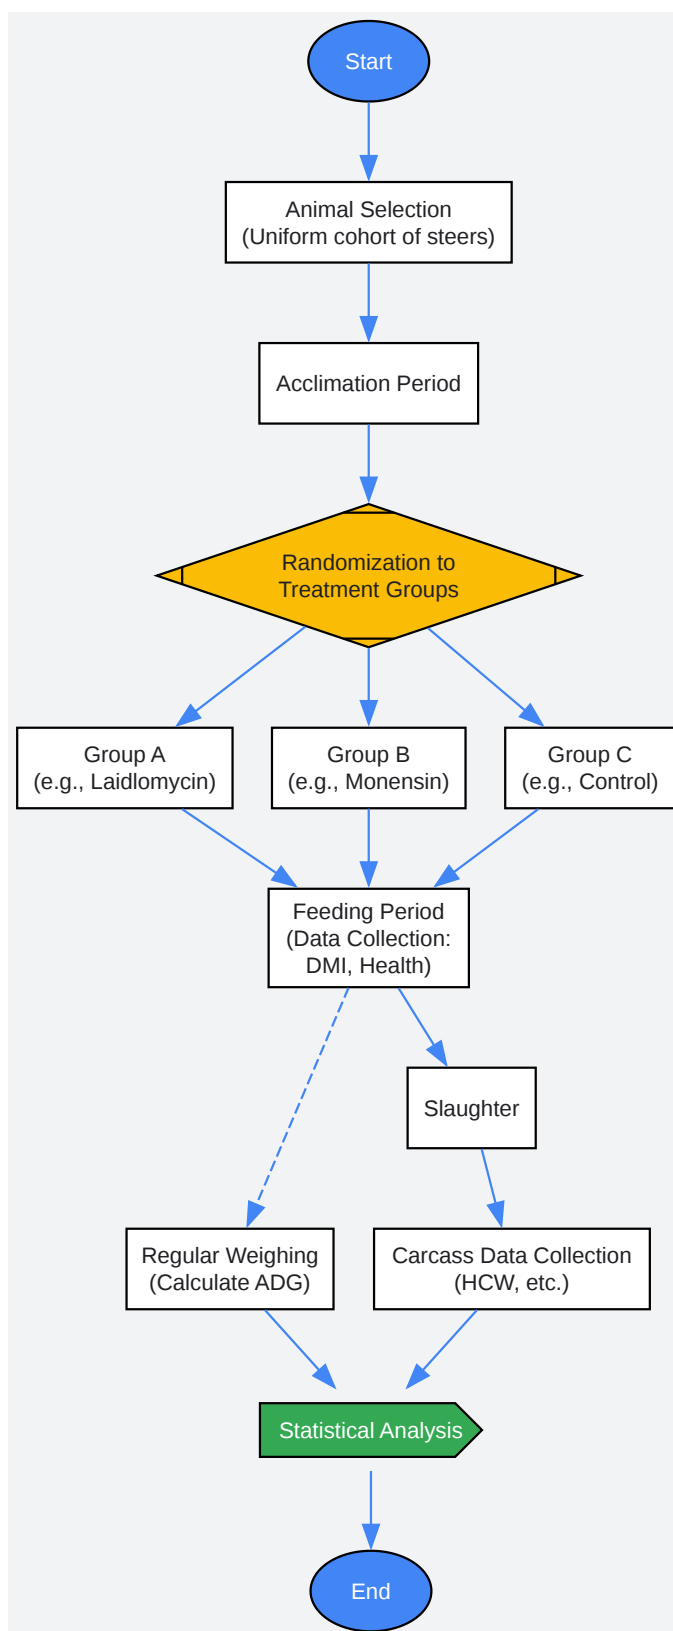 Start
Animal Selection
(Uniform cohort of steers)
Acclimation Period
Randomization to
Treatment Groups
Group A
(e.g., Laidlomycin)
Group B
(e.g., Monensin)
Group C
(e.g., Control)
Feeding Period
(Data Collection:
DMI, Health)
Slaughter
Regular Weighing
(Calculate ADG)
Carcass Data Collection
(HCW, etc.)
Statistical Analysis
End